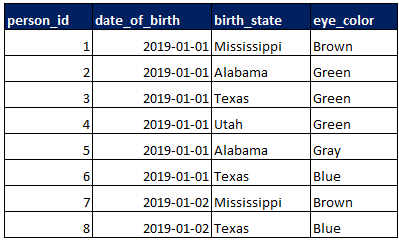 person_id date_of_birth birth_state eye_color
1 2019-01-01 Mississippi Brown
2 2019-01-01 Alabama Green
3 2019-01-01 Texas Green
4 2019-01-01 Utah Green
5 2019-01-01 Alabama Gray
6 2019-01-01 Texas Blue
7 2019-01-02 Mississippi Brown
8 2019-01-02 Texas Blue